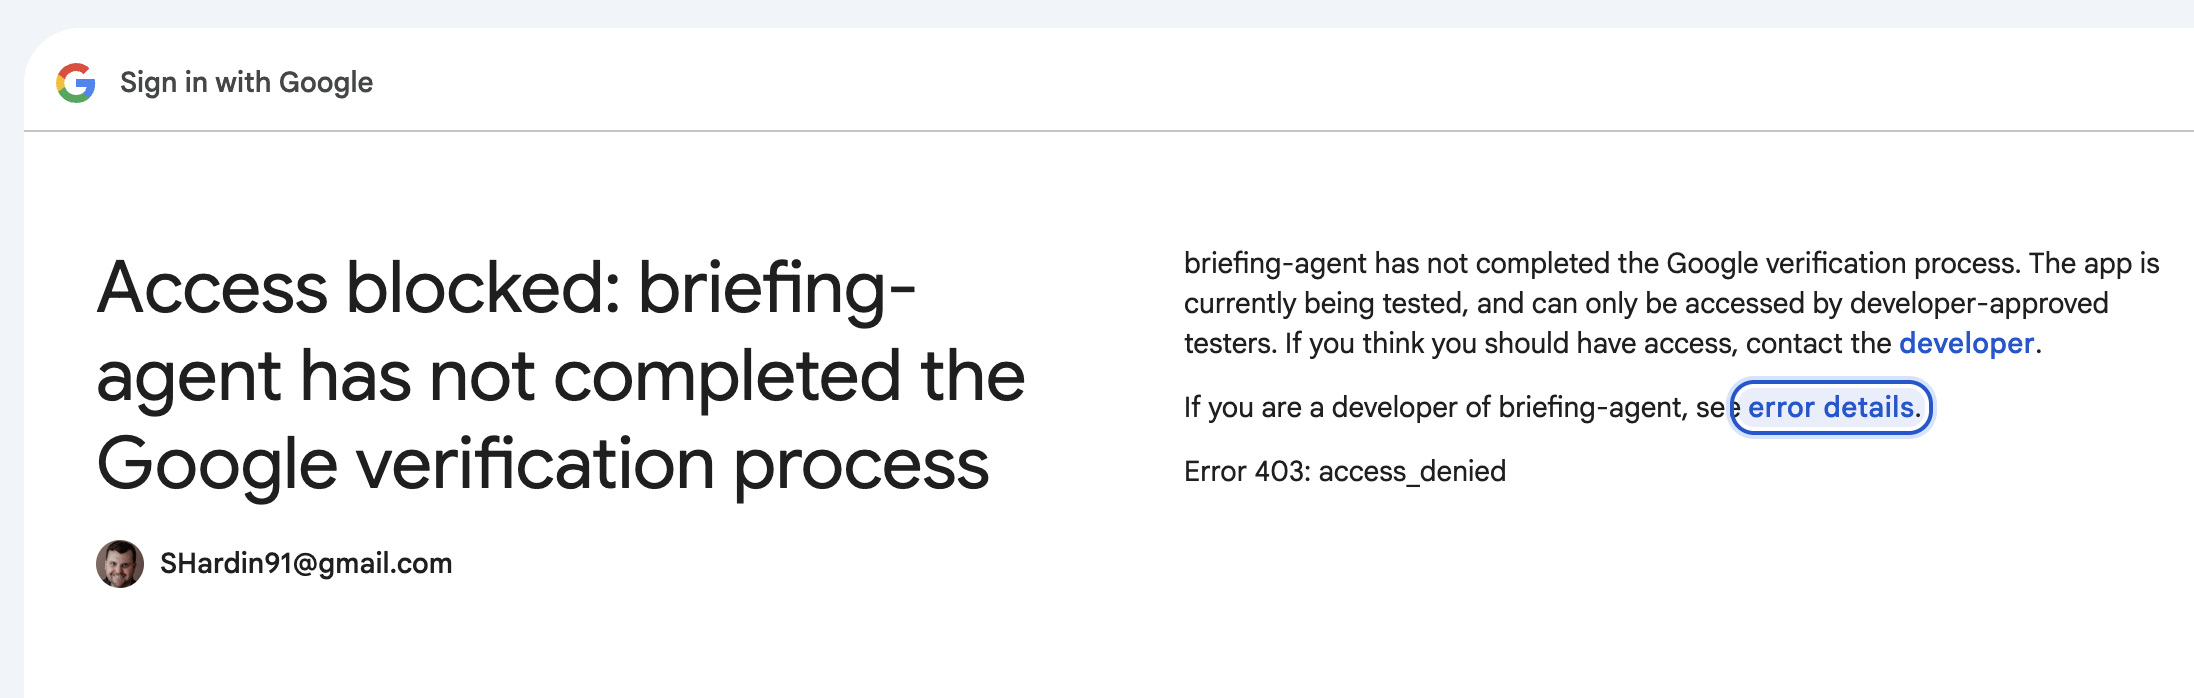 Sign in with Google
Access blocked: briefing-
agent has not completed the
Google verification process
SHardin91@gmail.com
briefing-agent has not completed the Google verification process. The app is
currently being tested, and can only be accessed by developer-approved
testers. If you think you should have access, contact the developer.
If you are a developer of briefing-agent, see error details.
Error 403: access_denied